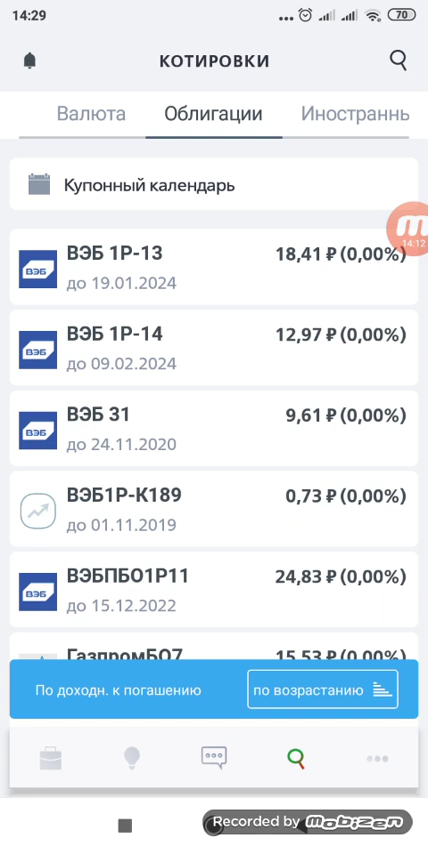 14:29
70
КОТИРОВКИ
Валюта Облигации Иностраннь
Купонный календарь
14:12
ВЭБ 1Р-13 18,41 ₽ (0,00%)
ВЭБ
до 19.01.2024
ВЭБ 1Р-14 12,97 ₽ (0,00%)
ВЭБ
до 09.02.2024
ВЭБ 31 9,61 ₽ (0,00%)
ВЭБ
до 24.11.2020
ВЭБ1Р-К189 0,73 ₽ (0,00%)
до 01.11.2019
ВЭБПБО1Р11 24,83 ₽ (0,00%)
ВЭБ
до 15.12.2022
ГазпромБО7 15,53 ₽ (0,00%)
По доходн. к погашению по возрастанию
Recorded by mobizen